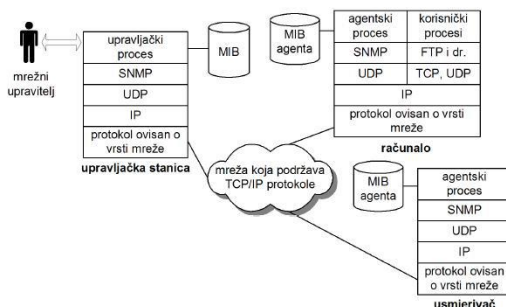 mrežni
upravitelj
upravljački
proces
SNMP
UDP
IP
protokol ovisan o
vrsti mreže
upravljačka stanica
MIB
MIB
agenta
agentski
proces
korisnički
procesi
SNMP
FTP i dr.
UDP
TCP, UDP
IP
protokol ovisan o vrsti
mreže
računalo
mreža koja podržava
TCP/IP protokole
MIB
agenta
agentski
proces
SNMP
UDP
IP
protokol ovisan
o vrsti mreže
usmjerivač